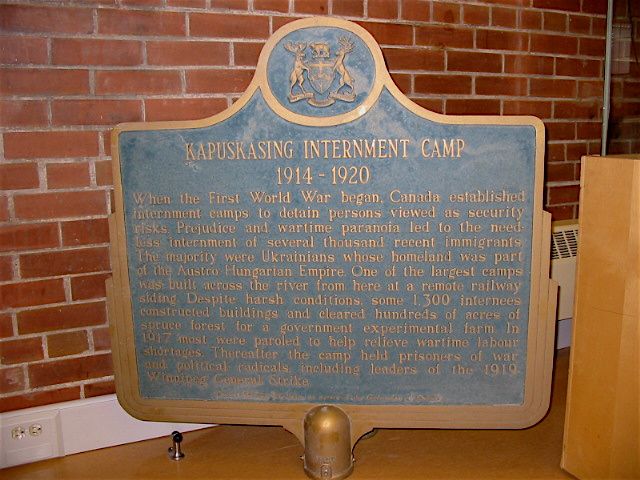 KAPUSKASING INTERNMENT CAMP
1914 - 1920
When the First World War began, Canada established
internment camps to detain persons viewed as security
risks. Prejudice and wartime paranoia led to the need-
less internment of several thousand recent immigrants.
The majority were Ukrainians whose homeland was part
of the Austro-Hungarian Empire. One of the largest camps
was built across the river from here at a remote railway
siding. Despite harsh conditions, some 1,300 internees
constructed buildings and cleared hundreds of acres of
spruce forest for a government experimental farm. In
1917 most were paroled to help relieve wartime labour
shortages. Thereafter the camp held prisoners of war
and political radicals, including leaders of the 1919
Winnipeg General Strike.